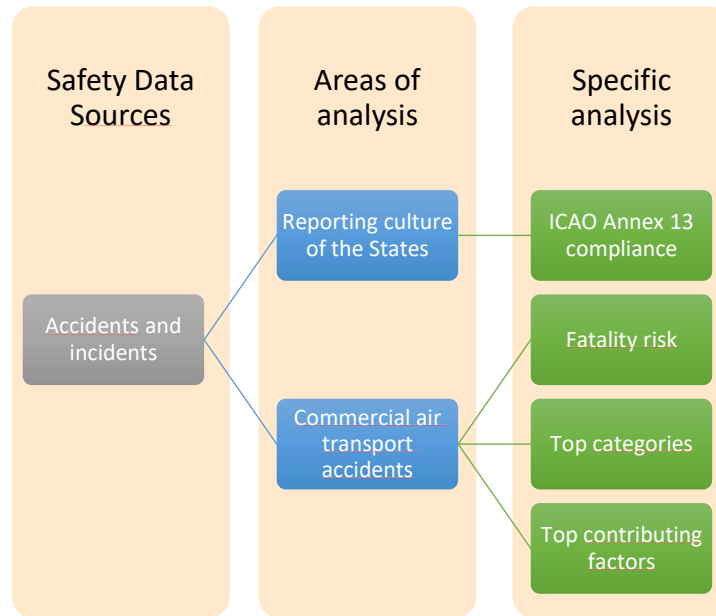 Safety Data
Sources
Areas of
analysis
Specific
analysis
Reporting culture
of the States
ICAO Annex 13
compliance
Accidents and
incidents
Fatality risk
Commercial air
transport
accidents
Top categories
Top contributing
factors